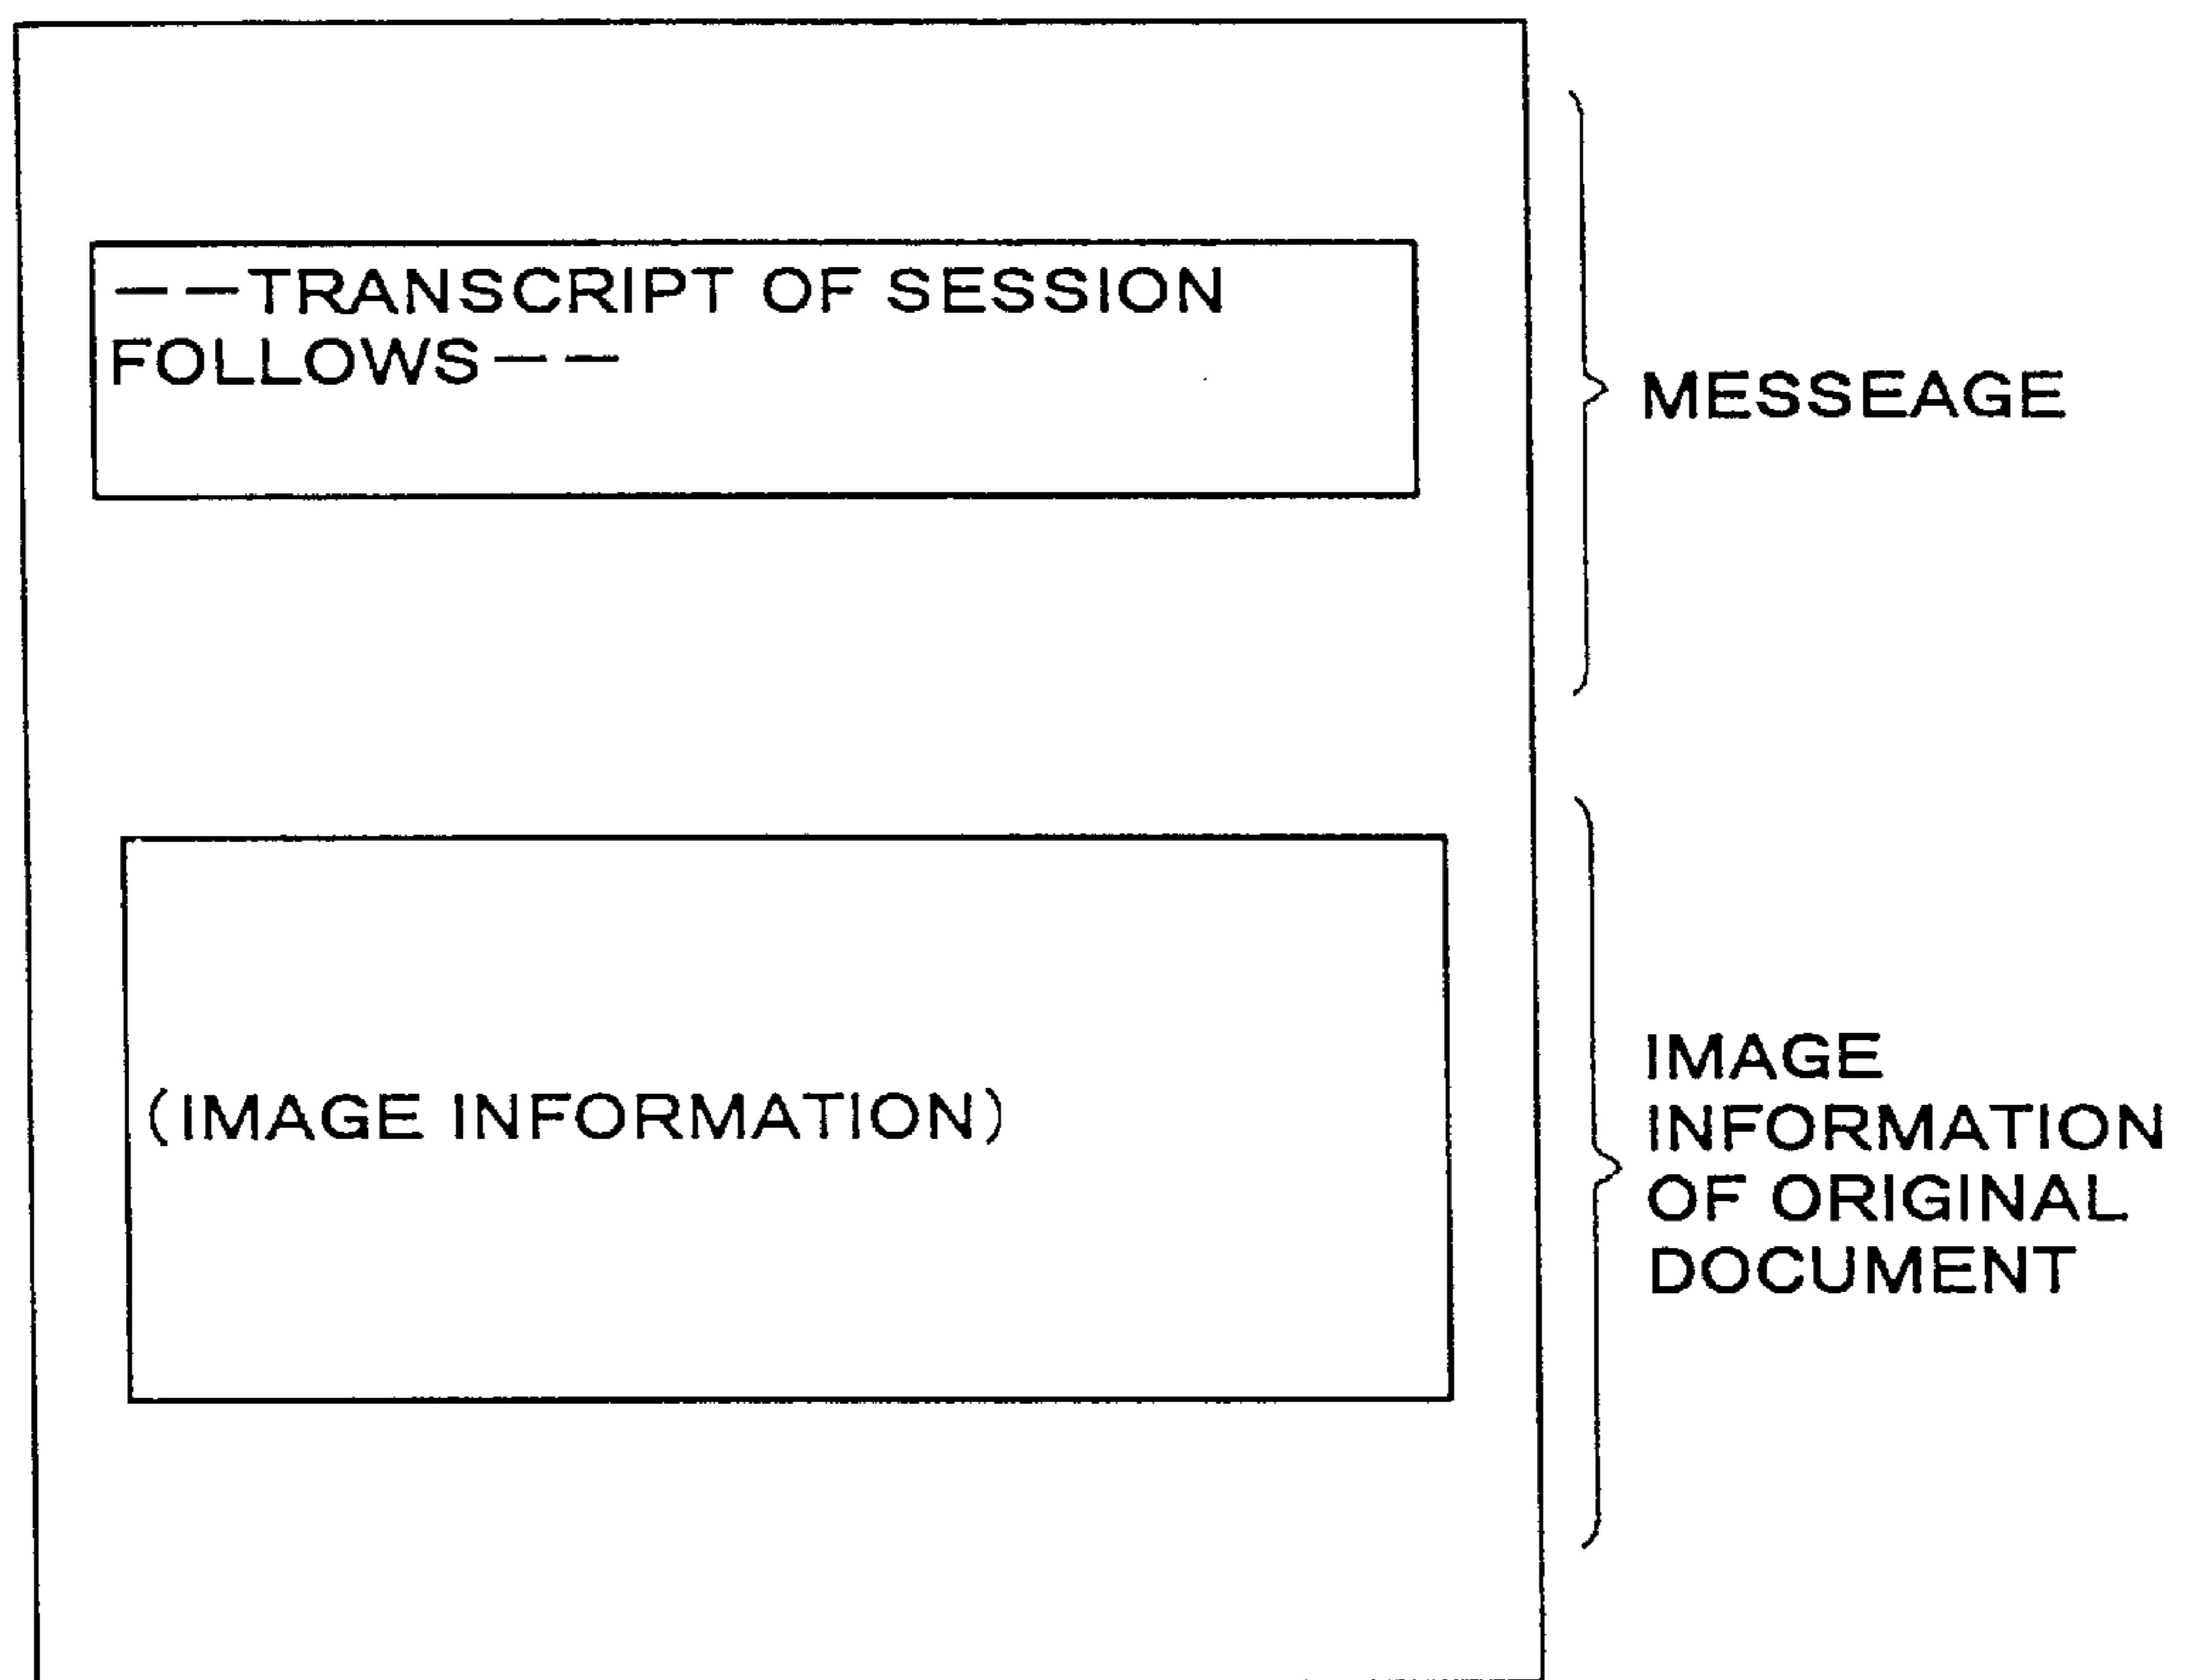 ——TRANSCRIPT OF SESSION
FOLLOWS——
MESSEAGE
(IMAGE INFORMATION)
IMAGE
INFORMATION
OF ORIGINAL
DOCUMENT